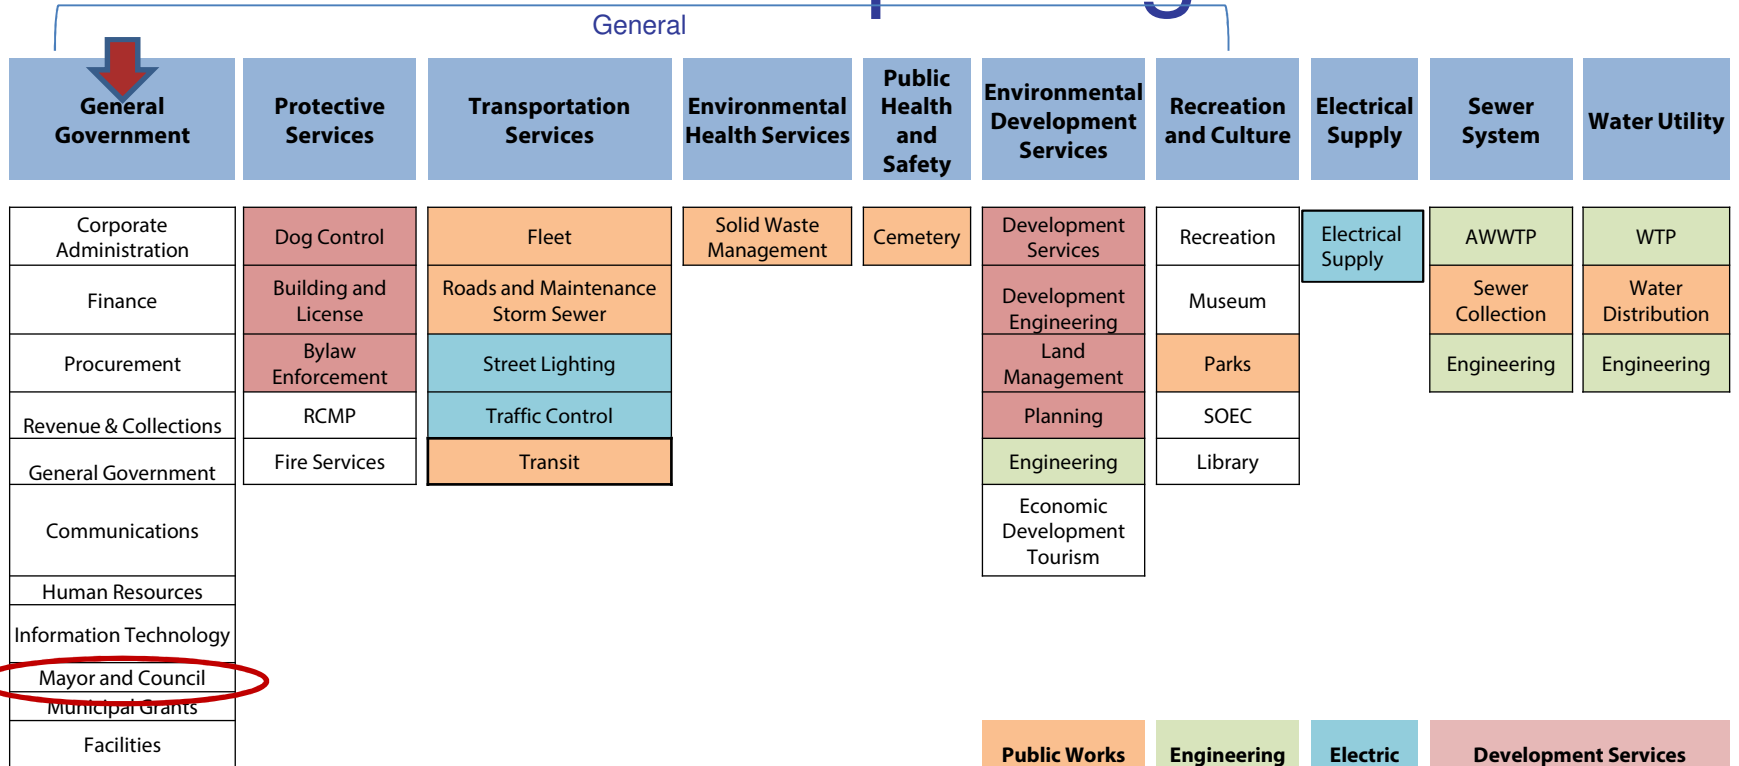 General
General
Government
Protective
Services
Transportation
Services
Environmental
Health Services
Public
Health
and
Safety
Environmental
Development
Services
Recreation
and Culture
Electrical
Supply
Sewer
System
Water Utility
Corporate
Administration
Finance
Procurement
Revenue & Collections
General Government
Communications
Human Resources
Information Technology
Mayor and Council
Municipal Grants
Facilities
Dog Control
Building and
License
Bylaw
Enforcement
RCMP
Fire Services
Fleet
Roads and Maintenance
Storm Sewer
Street Lighting
Traffic Control
Transit
Solid Waste
Management
Cemetery
Development
Services
Development
Engineering
Land
Management
Planning
Engineering
Economic
Development
Tourism
Recreation
Museum
Parks
SOEC
Library
Electrical
Supply
AWWTP
Sewer
Collection
Engineering
WTP
Water
Distribution
Engineering
Public Works
Engineering
Electric
Development Services